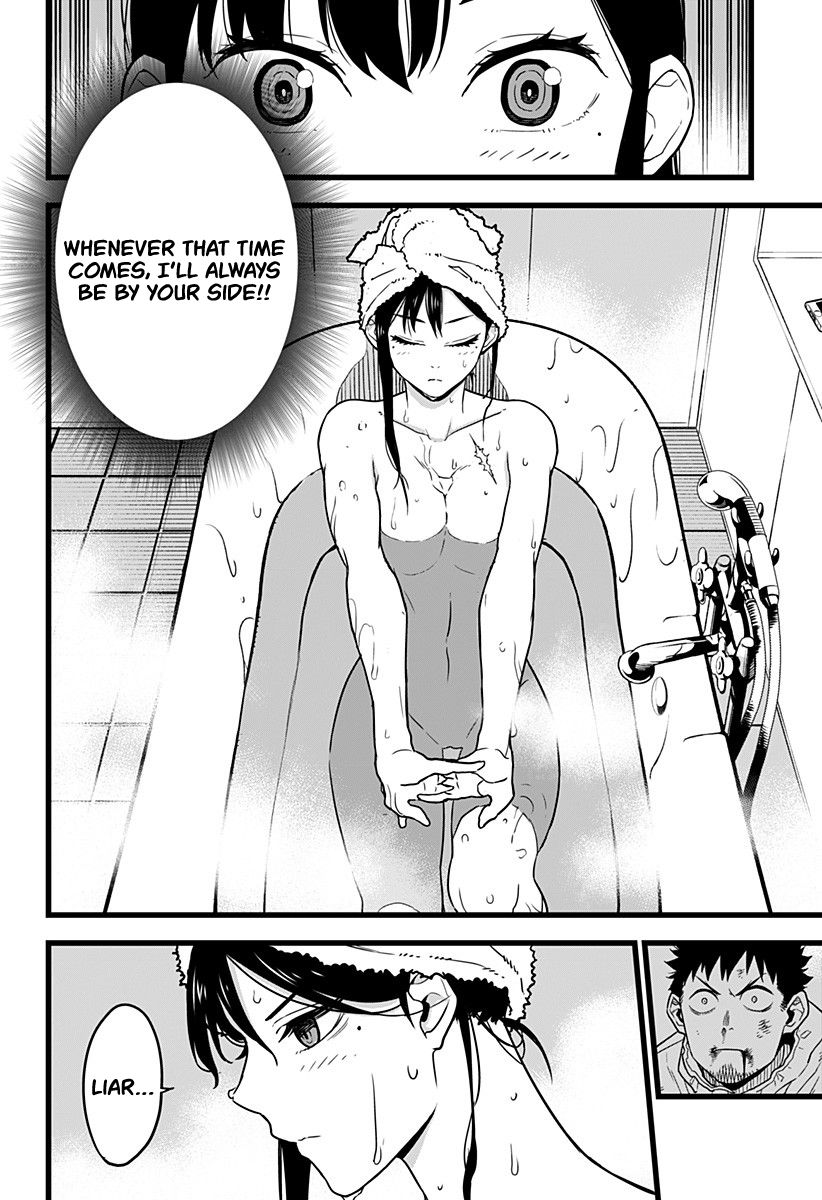 WHENEVER THAT TIME
COMES, I'LL ALWAYS
BE BY YOUR SIDE!!
LIAR...